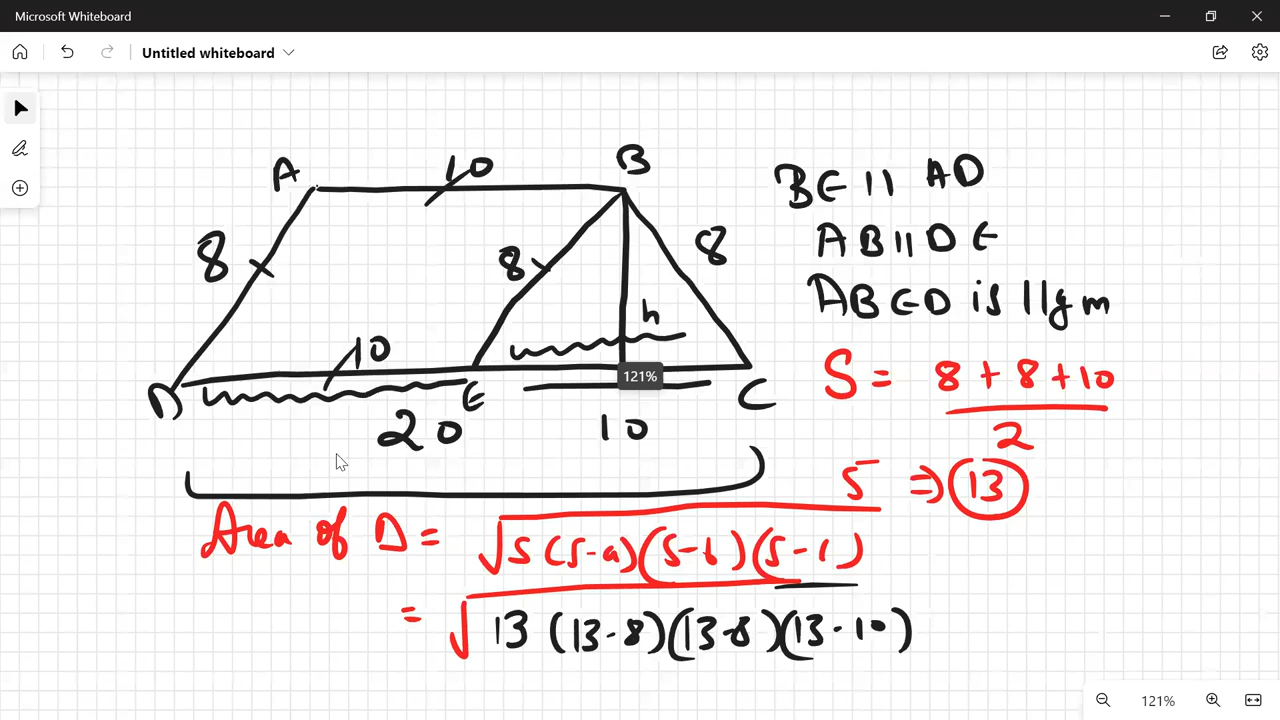 Microsoft Whiteboard
Untitled whiteboard
A 10 B
8 8 8
h
10
D E C
20 10
121%
BE || AD
AB || DE
ABED is ||gm
S = 8 + 8 + 10
2
S ⇒ 13
Area of Δ = √S(S-a)(S-b)(S-c)
= √13(13-8)(13-8)(13-10)
121%